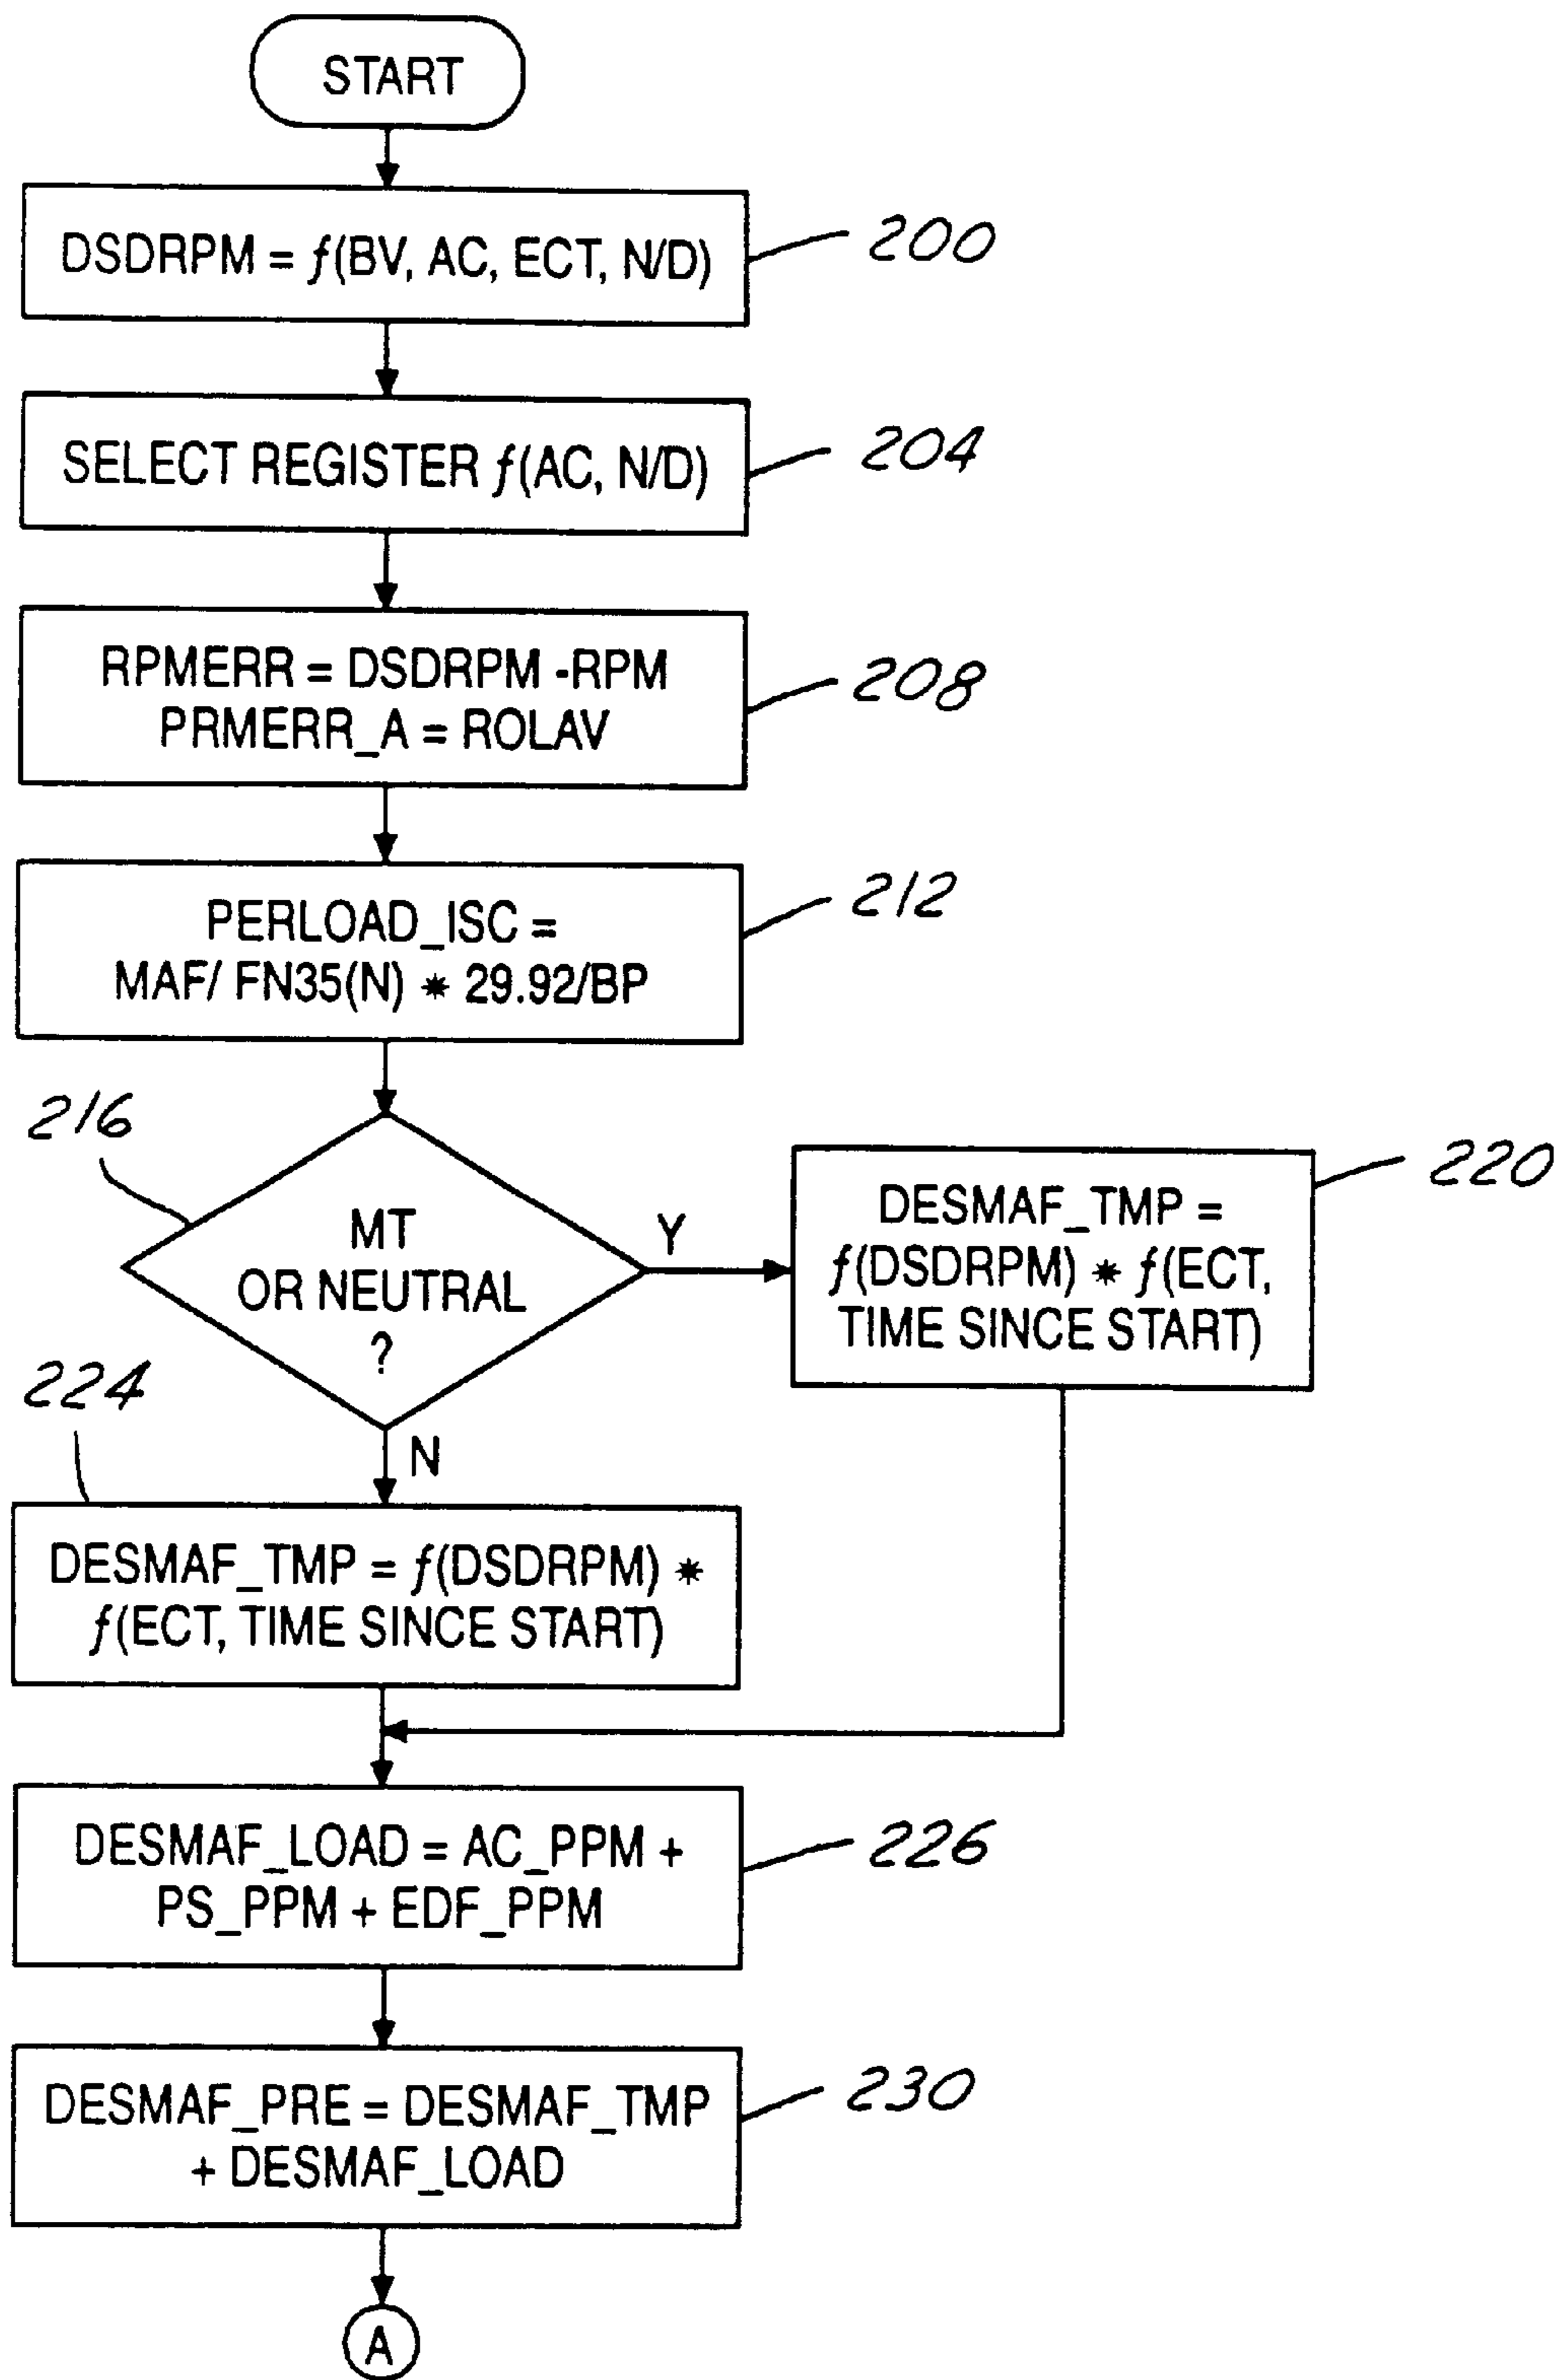 START
DSDRPM = f(BV, AC, ECT, N/D)
200
SELECT REGISTER f(AC, N/D)
204
RPMERR = DSDRPM -RPM
PRMERR_A = ROLAV
208
PERLOAD_ISC =
MAF/ FN35(N) * 29.92/BP
212
216
MT
OR NEUTRAL
?
Y
DESMAF_TMP =
f(DSDRPM) * f(ECT,
TIME SINCE START)
220
N
224
DESMAF_TMP = f(DSDRPM) *
f(ECT, TIME SINCE START)
DESMAF_LOAD = AC_PPM +
PS_PPM + EDF_PPM
226
DESMAF_PRE = DESMAF_TMP
+ DESMAF_LOAD
230
A